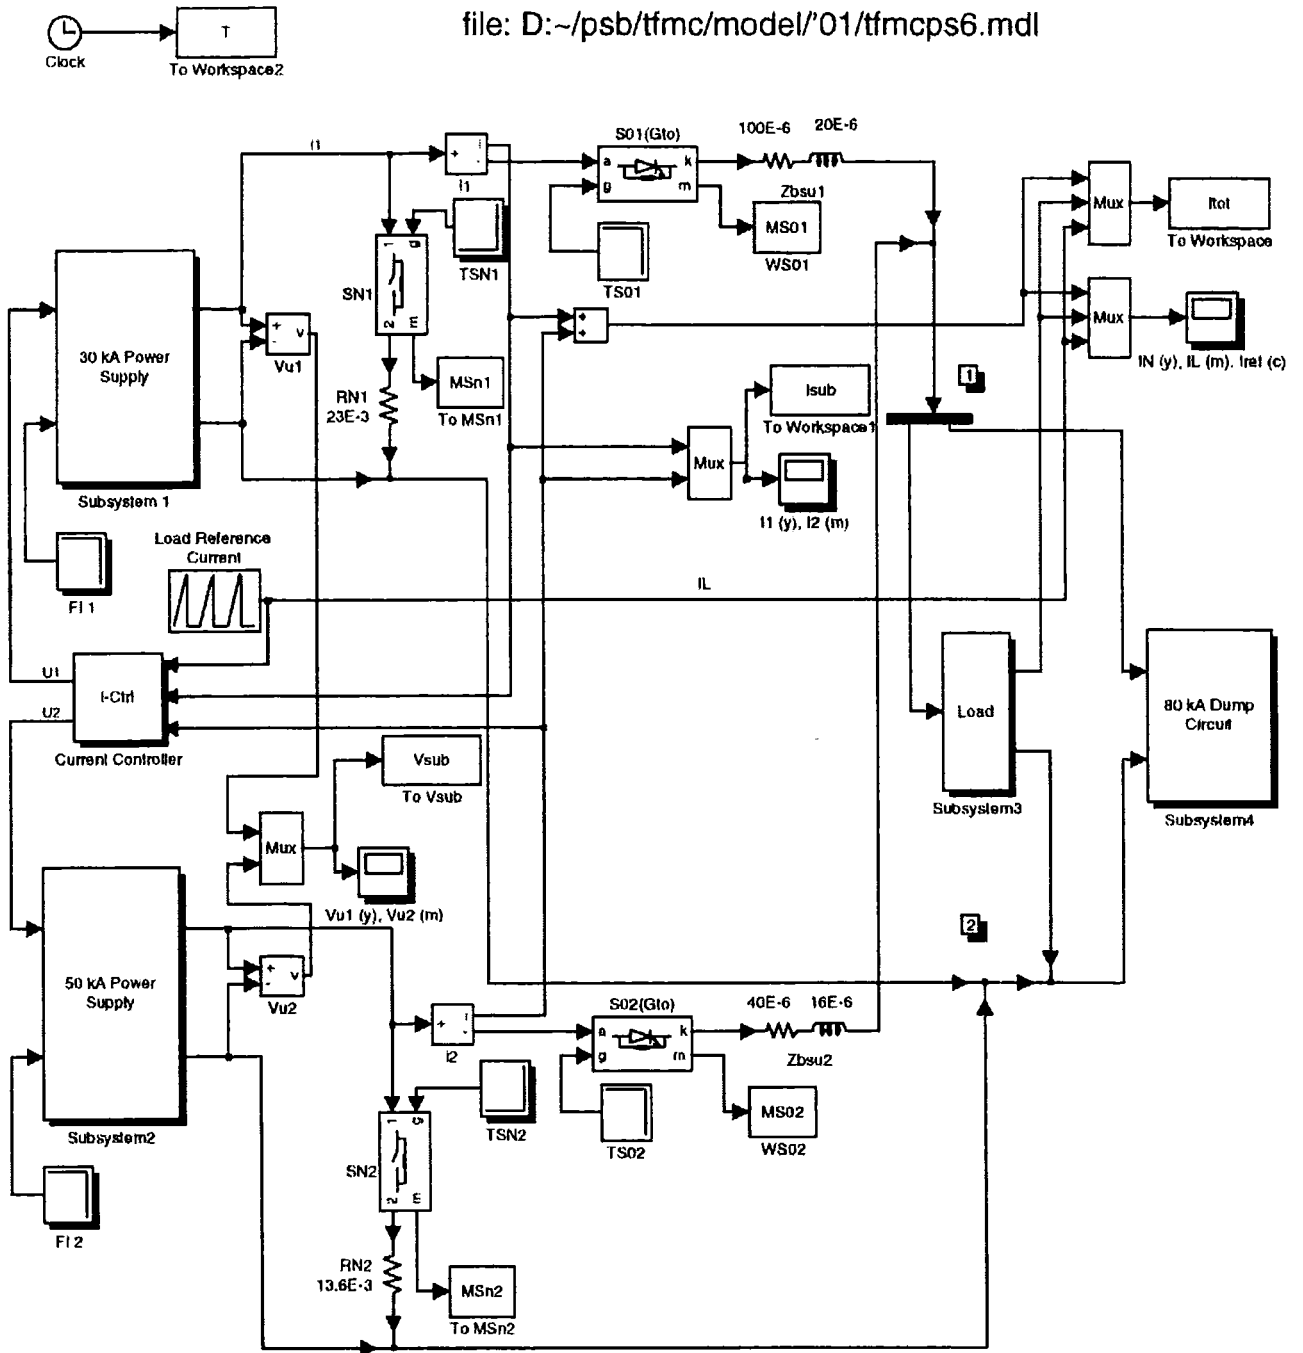 file: D:~/psb/tfmc/model/'01/tfmcps6.mdl
T
Clock
To Workspace2
I1
+
i
-
I1
S01(Gto)
a
k
g
m
100E-6
20E-6
Zbsu1
MS01
WS01
TS01
Mux
Itot
To Workspace
Mux
IN (y), IL (m). Iref (c)
1
g
SN1
2
m
TSN1
30 kA Power
Supply
Subsystem 1
+
-
v
Vu1
RN1
23E-3
MSn1
To MSn1
+
+
Isub
To Workspace1
Mux
I1 (y), I2 (m)
1
FI 1
Load Reference
Current
IL
U1
U2
I-Ctrl
Current Controller
Load
Subsystem3
80 kA Dump
Circuit
Subsystem4
Vsub
To Vsub
Mux
Vu1 (y), Vu2 (m)
2
50 kA Power
Supply
Subsystem2
+
-
v
Vu2
+
i
-
I2
S02(Gto)
a
k
g
m
40E-6
16E-6
Zbsu2
MS02
WS02
TS02
1
g
SN2
2
m
TSN2
FI 2
RN2
13.6E-3
MSn2
To MSn2